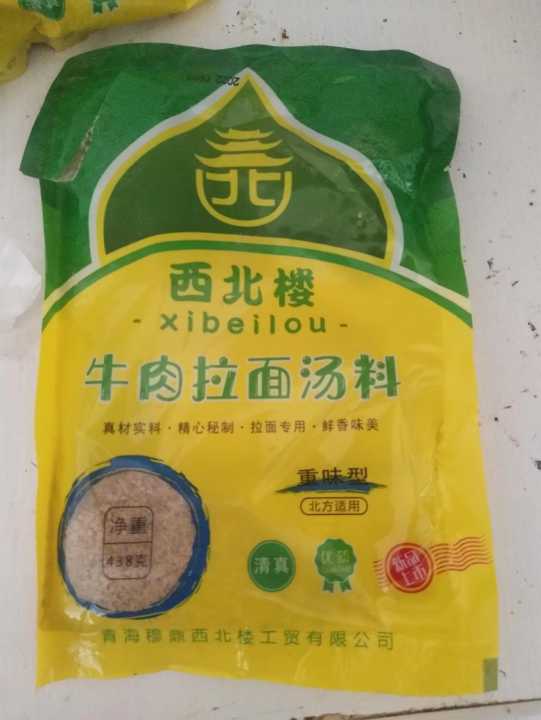 西北楼
- xibeilou -
牛肉拉面汤料
真材实料·精心秘制·拉面专用·鲜香味美
重味型
北方适用
净重
438克
清真
优质
新品
上市
青海穆鼎西北楼工贸有限公司